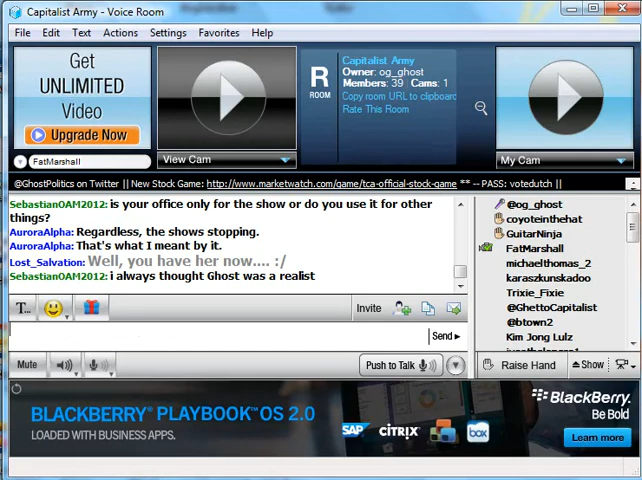 Capitalist Army - Voice Room
File Edit Text Actions Settings Favorites Help
Get
UNLIMITED
Video
Upgrade Now
FatMarshall
View Cam
R
ROOM
Capitalist Army
Owner: og_ghost
Members: 39 Cams: 1
Copy room URL to clipboard
Rate This Room
My Cam
@GhostPolitics on Twitter || New Stock Game: http://www.marketwatch.com/game/tca-official-stock-game ** -- PASS: votedutch ||
SebastianOAM2012: is your office only for the show or do you use it for other
things?
AuroraAlpha: Regardless, the shows stopping.
AuroraAlpha: That's what I meant by it.
Lost_Salvation: Well, you have her now.... :/
SebastianOAM2012: i always thought Ghost was a realist
@og_ghost
coyoteinthehat
GuitarNinja
FatMarshall
michaelthomas_2
karaszkunskadoo
Trixie_Fixie
@GhettoCapitalist
@btown2
Kim Jong Lulz
T...
Invite
Send
Mute
Push to Talk
Raise Hand
Show
BLACKBERRY® PLAYBOOK™ OS 2.0
LOADED WITH BUSINESS APPS.
SAP
CITRIX
box
BlackBerry.
Be Bold
Learn more